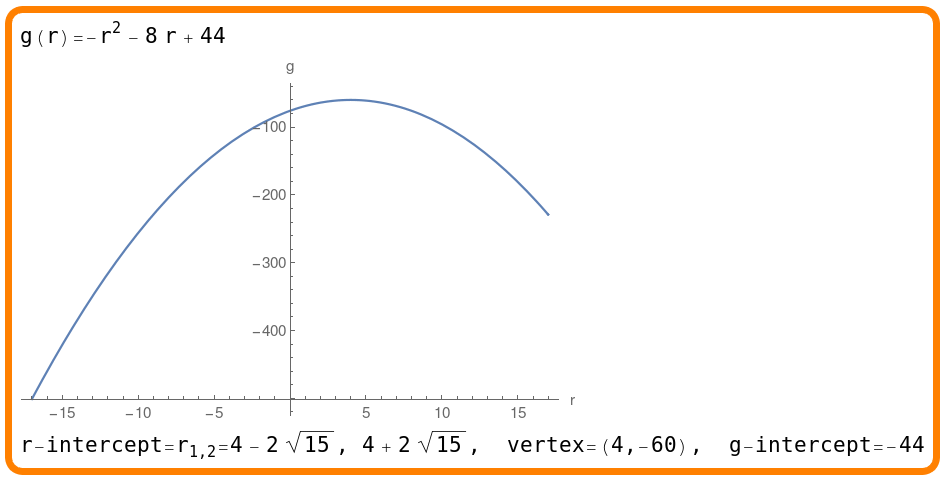 g(r)=-r² - 8 r + 44
g
-100
-200
-300
-400
-15 -10 -5 5 10 15 r
r-intercept=r₁,₂=4 - 2 √15, 4 + 2 √15, vertex=(4,-60), g-intercept=-44